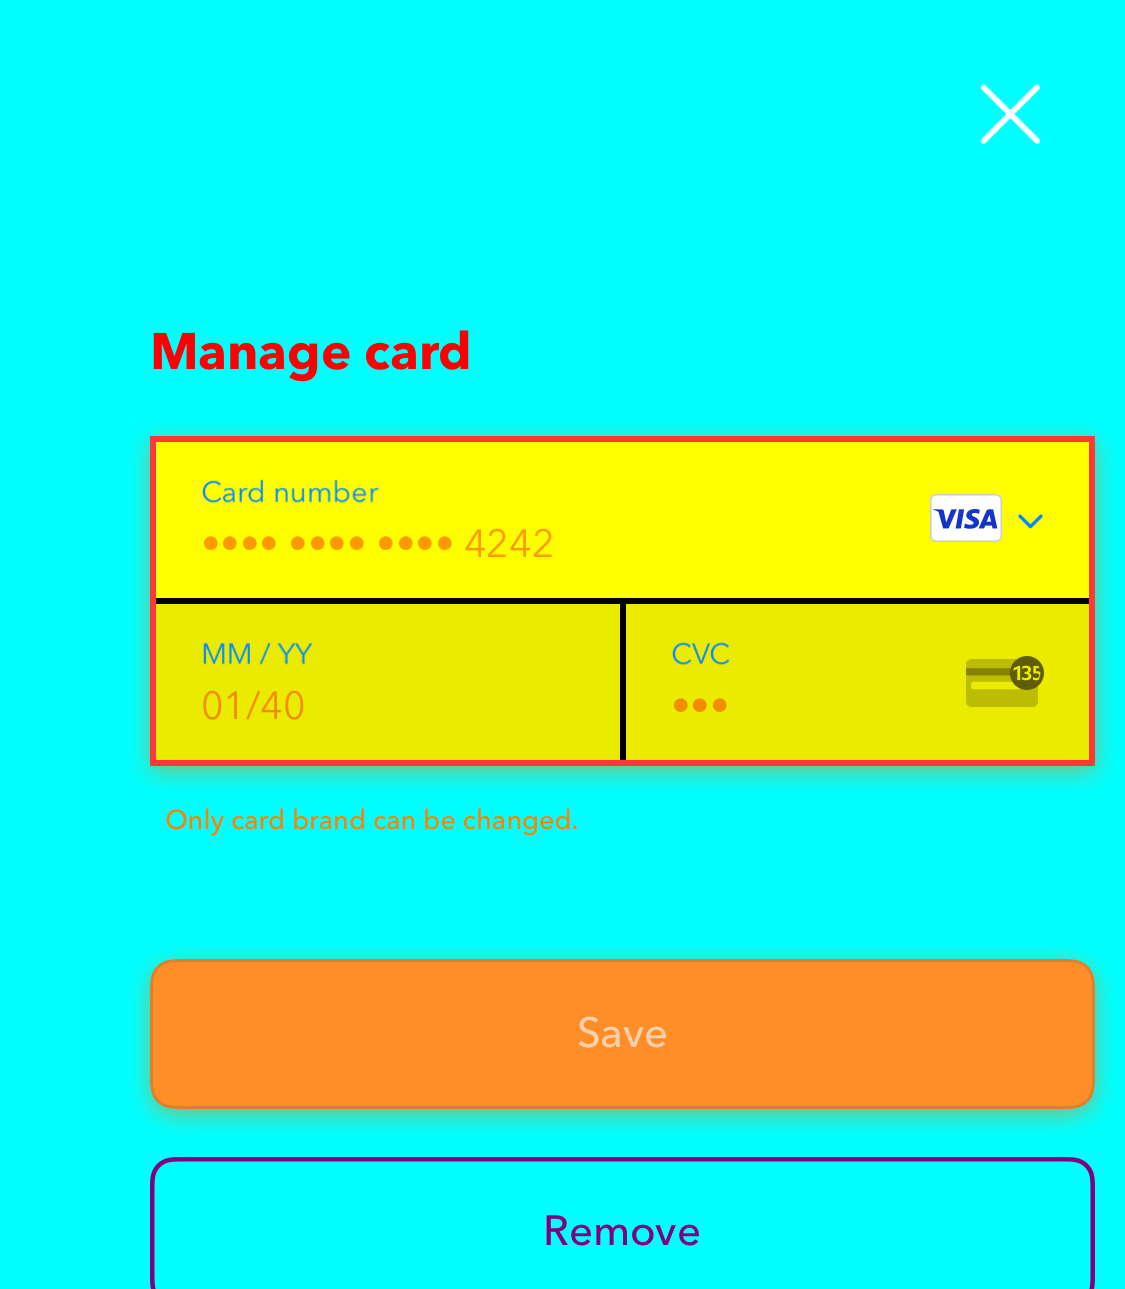 Manage card
Card number
VISA
•••• •••• •••• 4242
MM / YY
CVC
01/40
•••
135
Only card brand can be changed.
Save
Remove